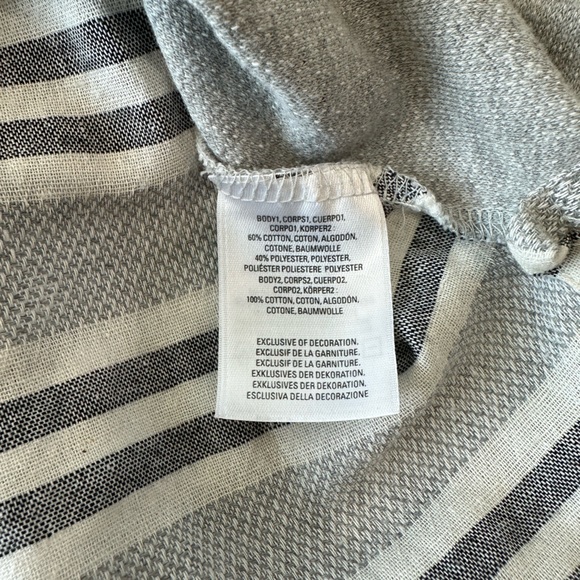 BODY1, CORPS1, CUERPO1,
CORPO1, KORPER2 :
60% COTTON, COTON, ALGODÓN,
COTONE, BAUMWOLLE
40% POLYESTER, POLYESTER,
POLIÉSTER POLIESTERE POLYESTER
BODY2, CORPS2, CUERPO2,
CORPO2, KÖRPER2 :
100% COTTON, COTON, ALGODÓN,
COTONE, BAUMWOLLE
EXCLUSIVE OF DECORATION.
EXCLUSIF DE LA GARNITURE.
EXCLUSIF DE LA GARNITURE.
EXKLUSIVES DER DEKORATION.
EXKLUSIVES DER DEKORATION.
ESCLUSIVA DELLA DECORAZIONE